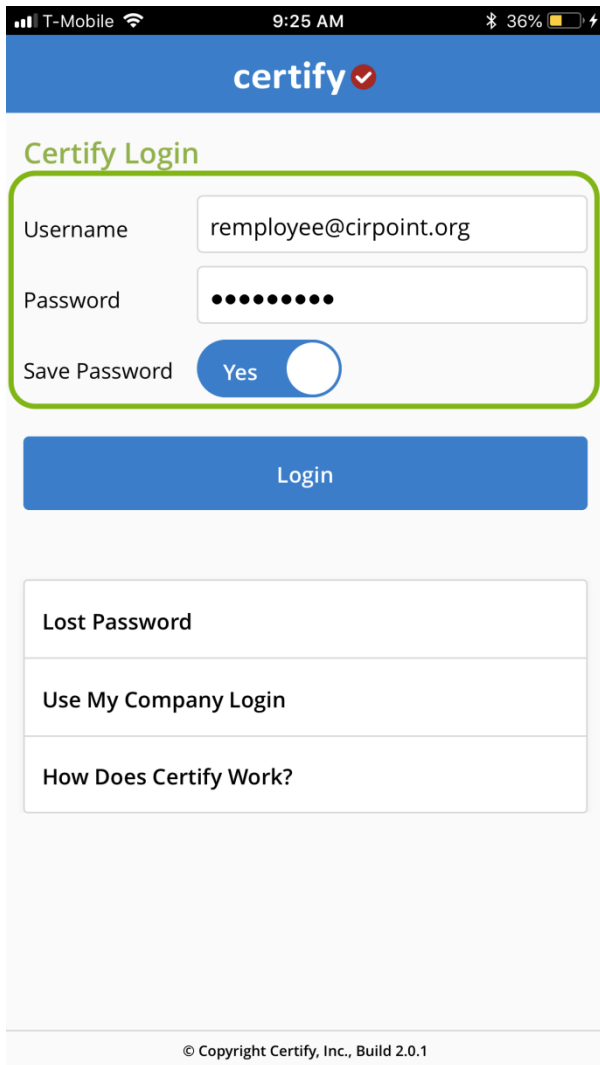 T-Mobile 9:25 AM 36%
certify
Certify Login
Username remployee@cirpoint.org
Password •••••••••
Save Password Yes
Login
Lost Password
Use My Company Login
How Does Certify Work?
© Copyright Certify, Inc., Build 2.0.1